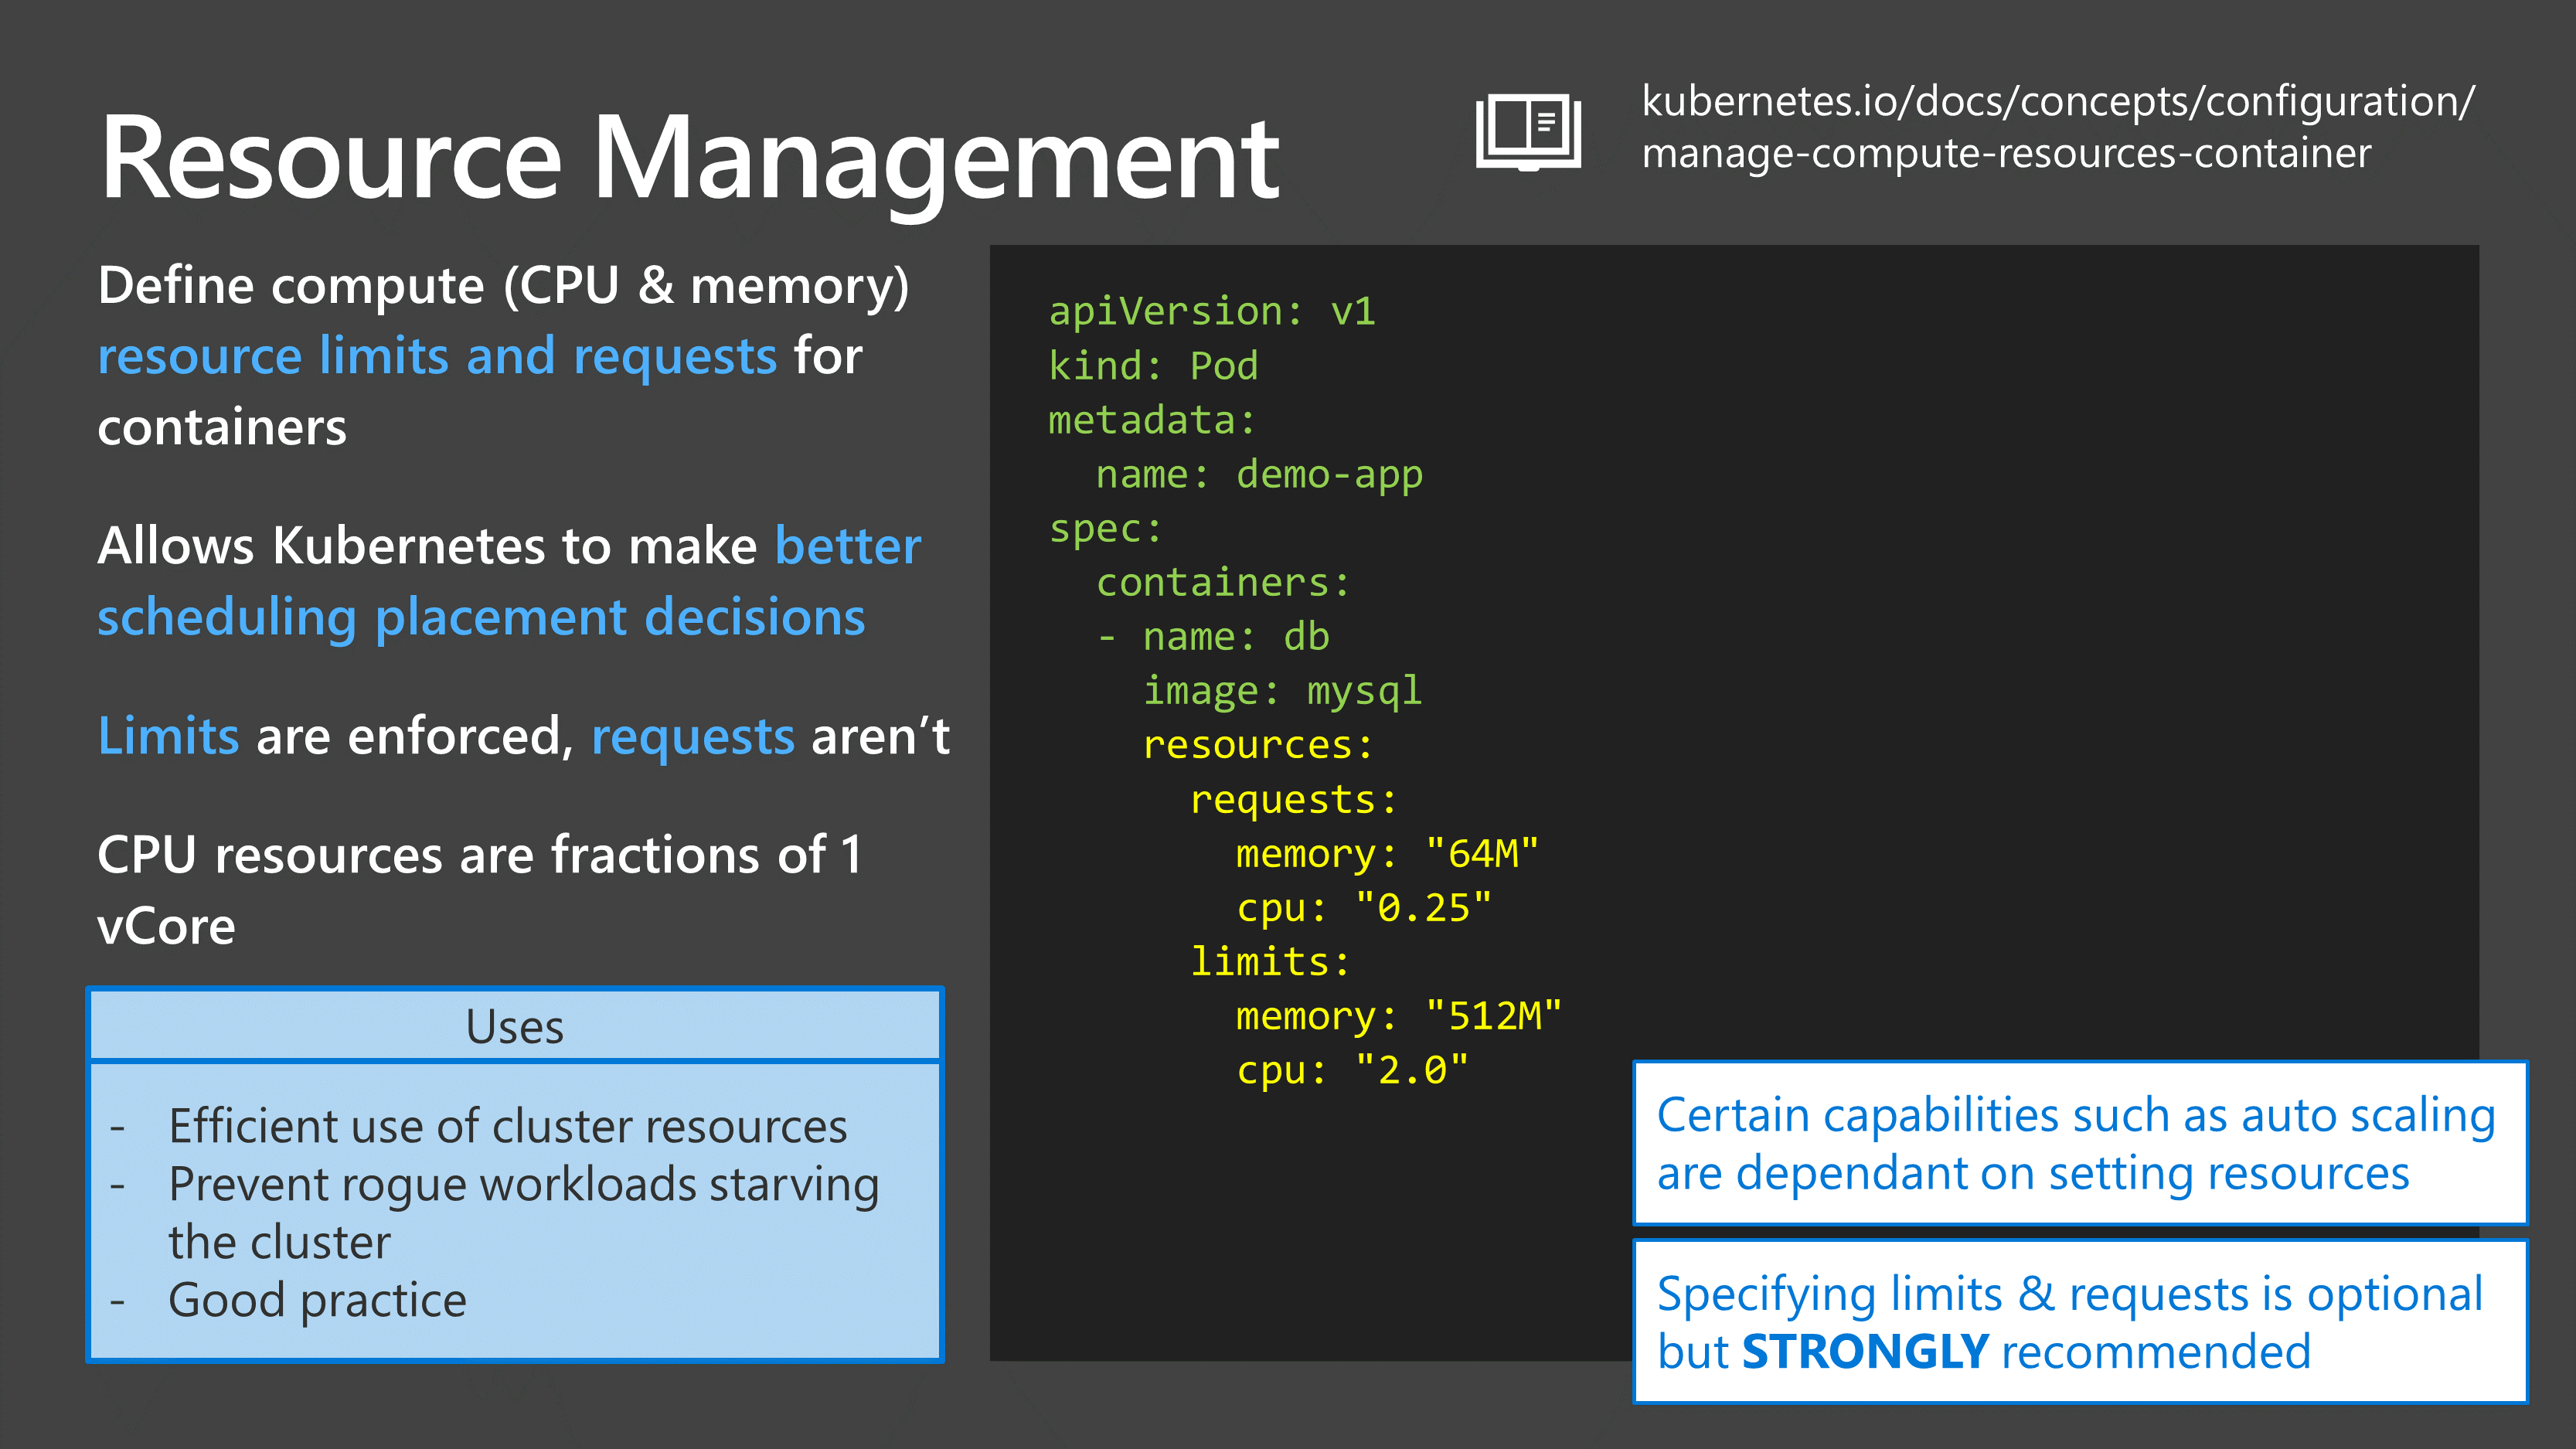 Resource Management
kubernetes.io/docs/concepts/configuration/
manage-compute-resources-container
Define compute (CPU & memory)
resource limits and requests for
containers
Allows Kubernetes to make better
scheduling placement decisions
Limits are enforced, requests aren’t
CPU resources are fractions of 1
vCore
Uses
- Efficient use of cluster resources
- Prevent rogue workloads starving
the cluster
- Good practice
apiVersion: v1
kind: Pod
metadata:
  name: demo-app
spec:
  containers:
  - name: db
    image: mysql
    resources:
      requests:
        memory: "64M"
        cpu: "0.25"
      limits:
        memory: "512M"
        cpu: "2.0"
Certain capabilities such as auto scaling
are dependant on setting resources
Specifying limits & requests is optional
but STRONGLY recommended